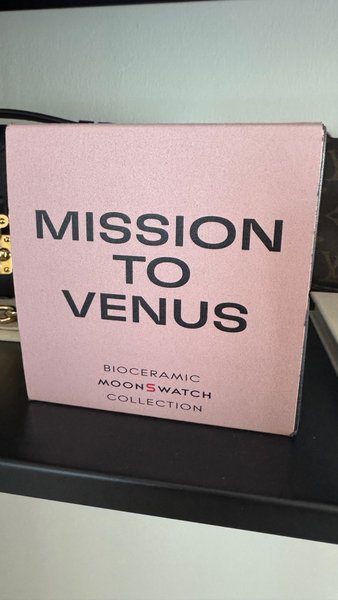 MISSION
TO
VENUS
BIOCERAMIC
MOONSWATCH
COLLECTION